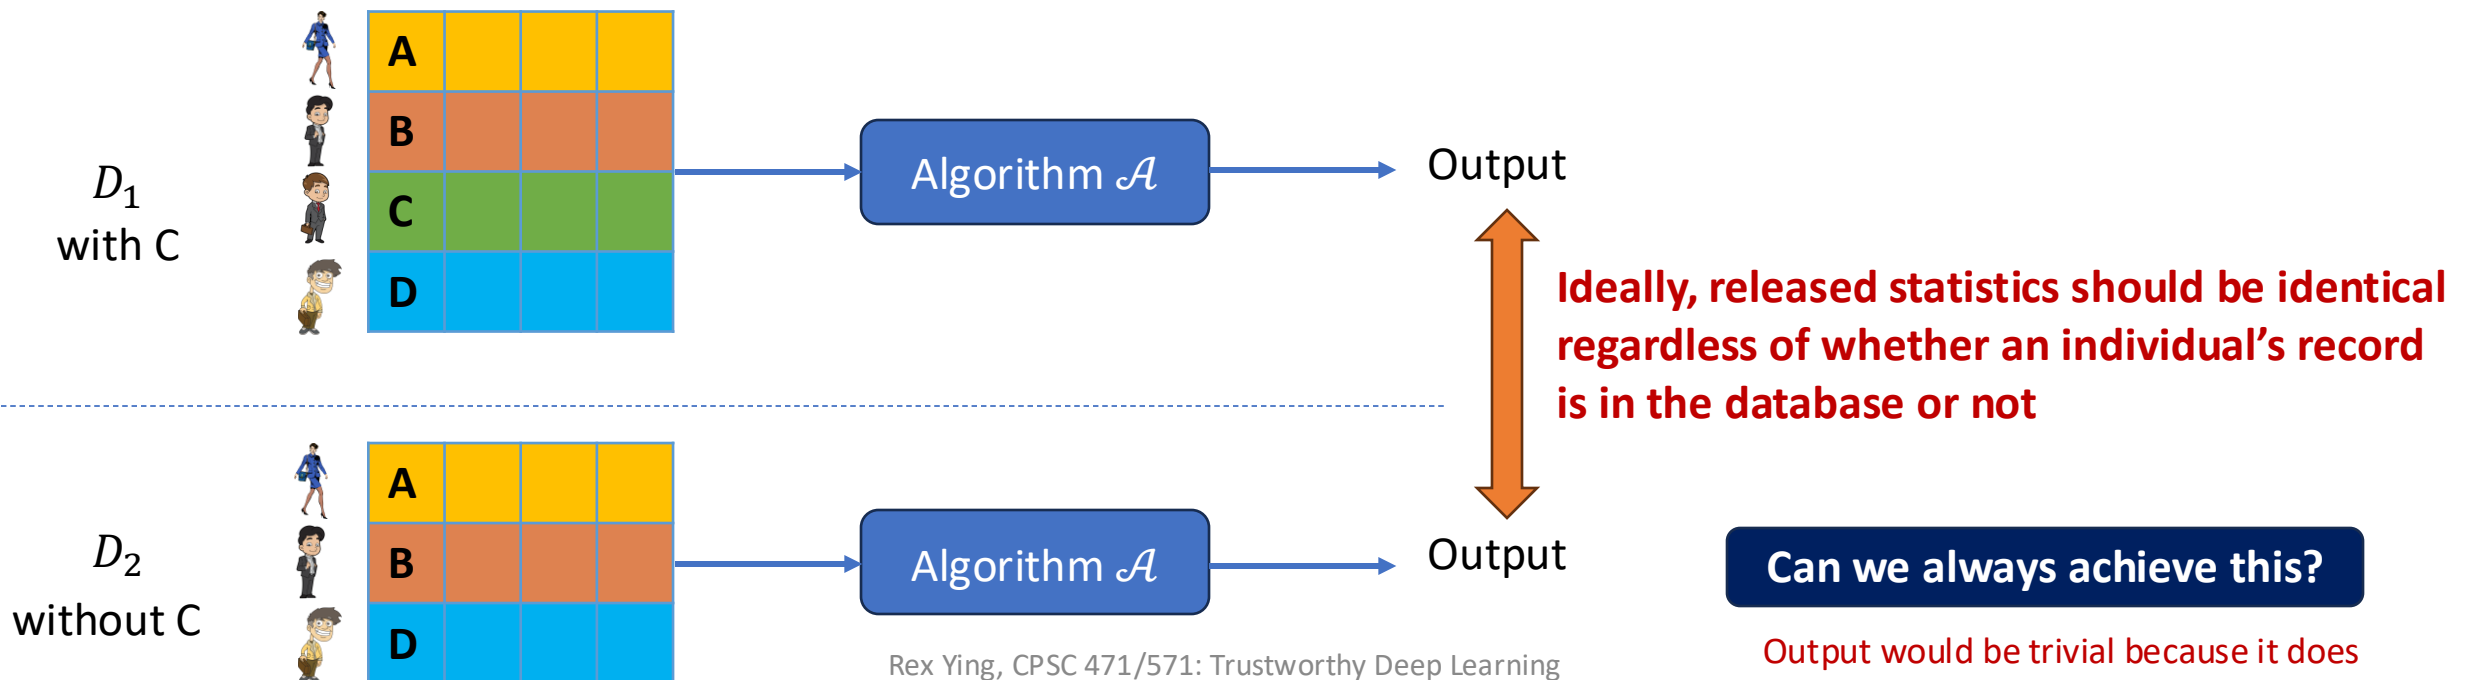 A
B
C
D
D₁
with C
Algorithm 𝒜
Output
Ideally, released statistics should be identical
regardless of whether an individual's record
is in the database or not
A
B
D
D₂
without C
Algorithm 𝒜
Output
Can we always achieve this?
Output would be trivial because it does
Rex Ying, CPSC 471/571: Trustworthy Deep Learning